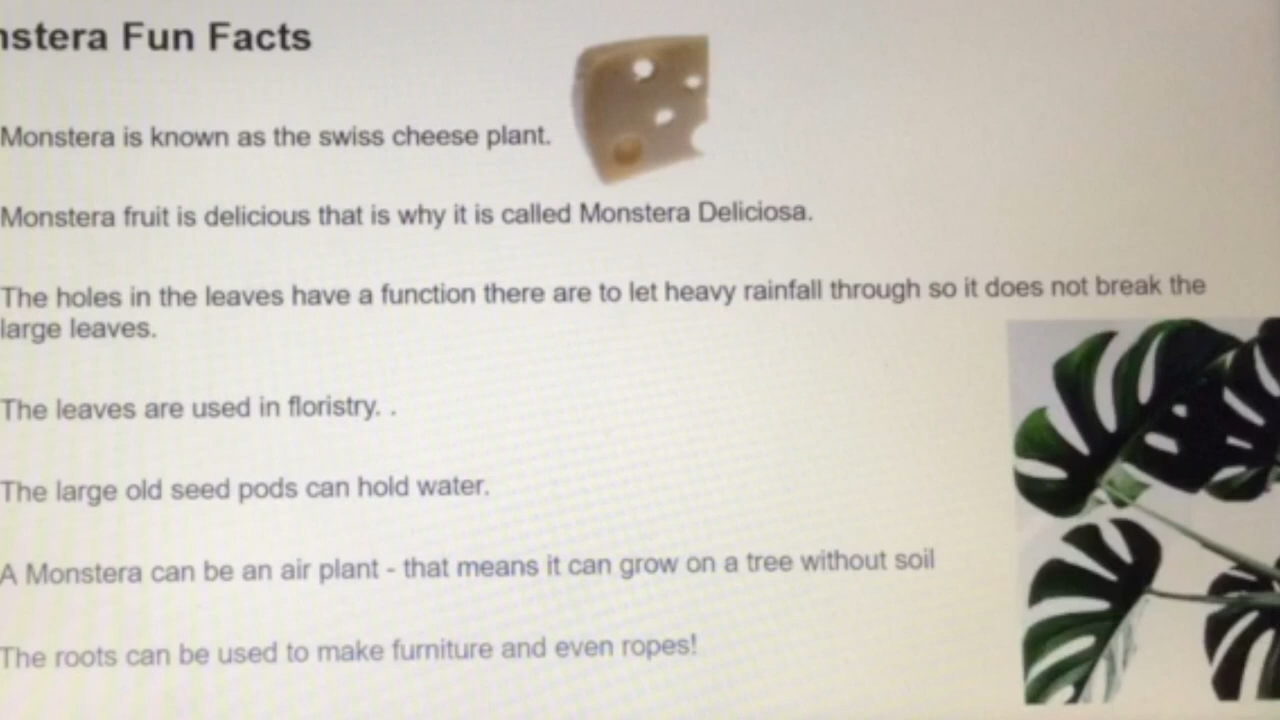 nstera Fun Facts
Monstera is known as the swiss cheese plant.
Monstera fruit is delicious that is why it is called Monstera Deliciosa.
The holes in the leaves have a function there are to let heavy rainfall through so it does not break the
large leaves.
The leaves are used in floristry. .
The large old seed pods can hold water.
A Monstera can be an air plant - that means it can grow on a tree without soil
The roots can be used to make furniture and even ropes!